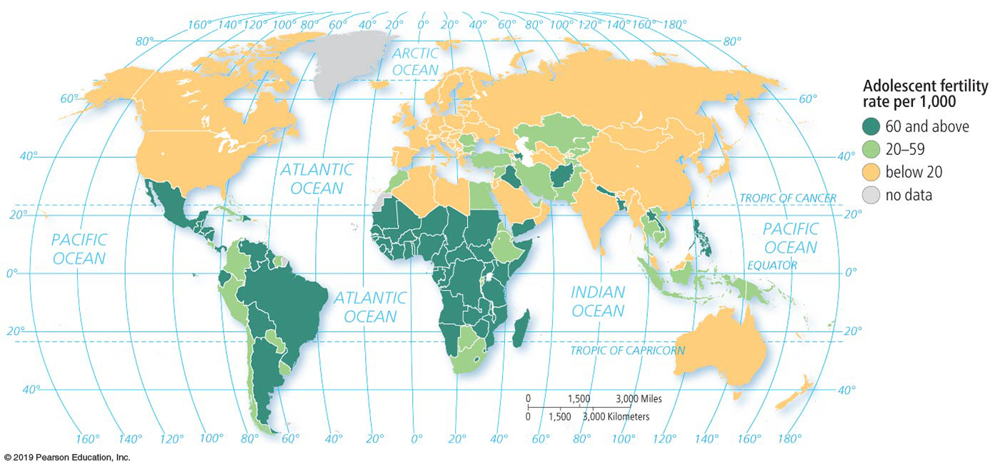 160° 140° 120° 100° 80° 60° 40° 20° 0° 20° 40° 60° 80° 100° 120° 140° 160° 180°
80° 80°
ARCTIC
OCEAN
60° 60°
Adolescent fertility
rate per 1,000
60 and above
20–59
below 20
no data
40° 40°
ATLANTIC
OCEAN
TROPIC OF CANCER
20° 20°
PACIFIC
OCEAN
PACIFIC
OCEAN
EQUATOR
0° 0°
ATLANTIC
OCEAN
INDIAN
OCEAN
20° 20°
TROPIC OF CAPRICORN
40° 40°
0 1,500 3,000 Miles
0 1,500 3,000 Kilometers
160° 140° 120° 100° 80° 60° 40° 20° 0° 20° 40° 60° 80° 100° 120° 140° 160° 180°
© 2019 Pearson Education, Inc.